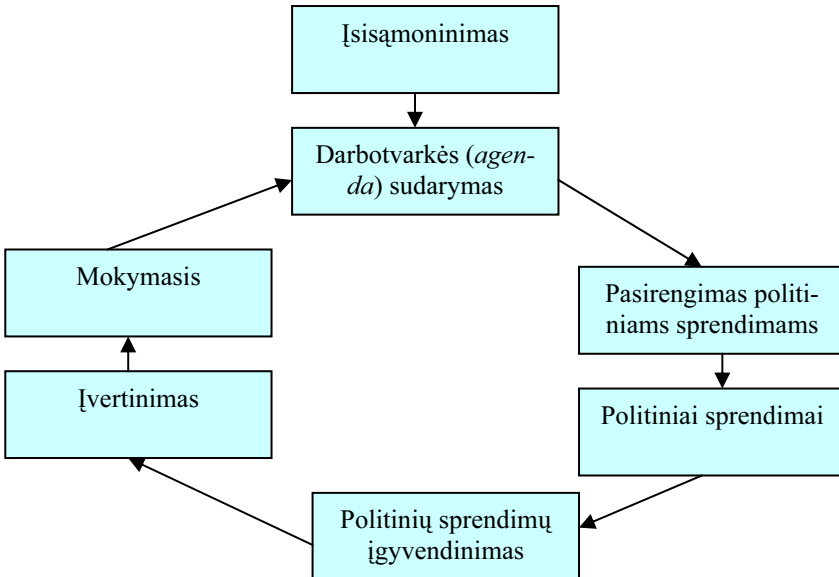 Įsisąmoninimas
Darbotvarkės (agen-
da) sudarymas
Pasirengimas politi-
niams sprendimams
Politiniai sprendimai
Politinių sprendimų
įgyvendinimas
Įvertinimas
Mokymasis